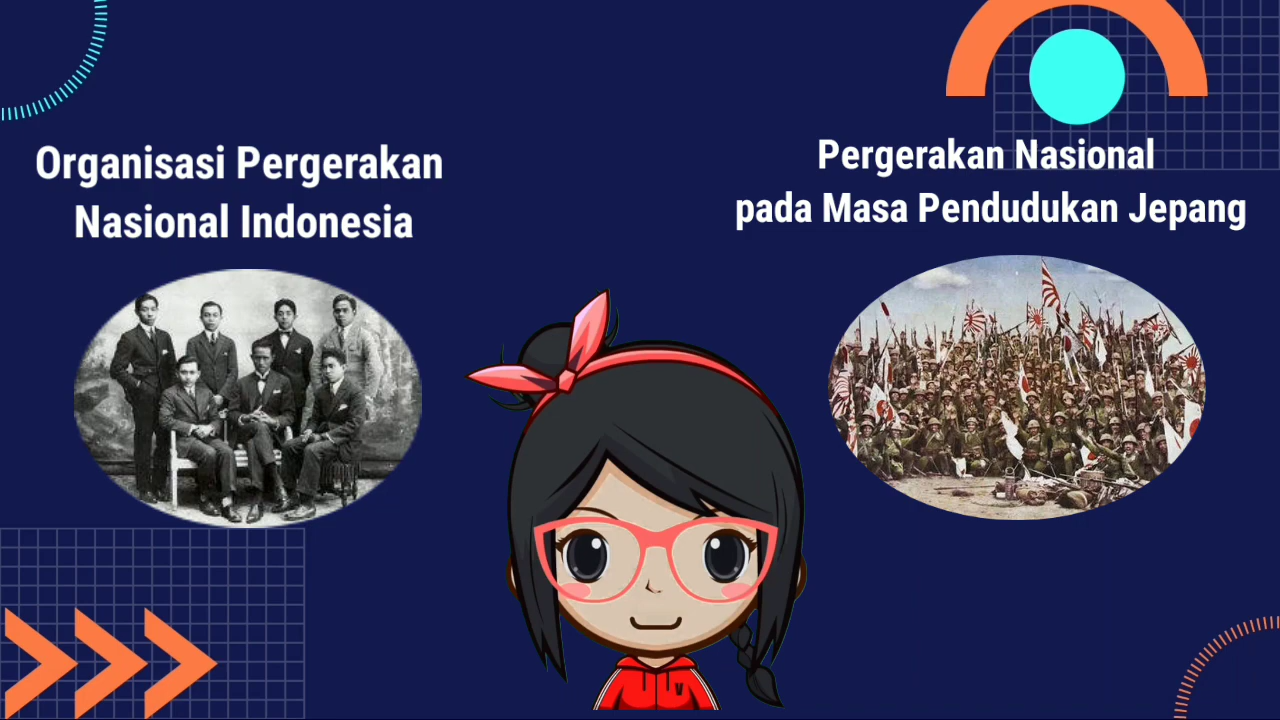 Organisasi Pergerakan
Nasional Indonesia
Pergerakan Nasional
pada Masa Pendudukan Jepang